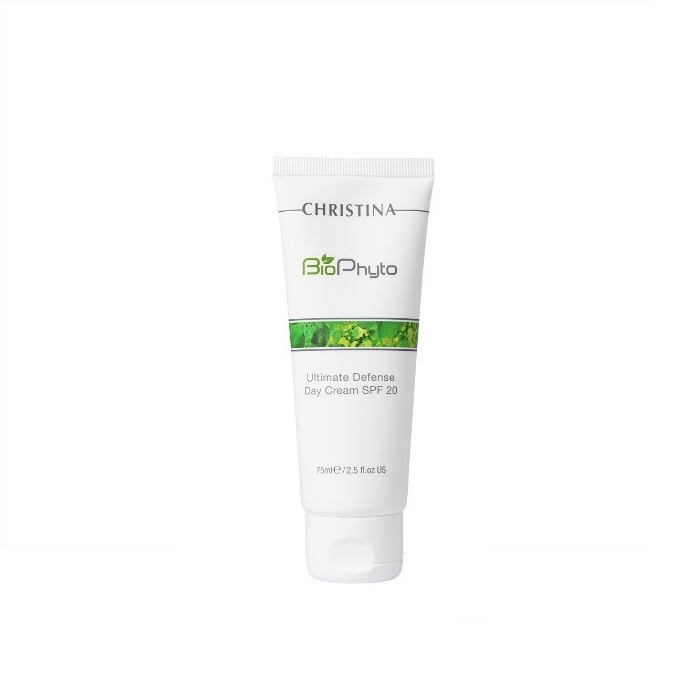 CHRISTINA
BioPhyto
Ultimate Defense
Day Cream SPF 20
75ml℮/2.5 fl.oz US